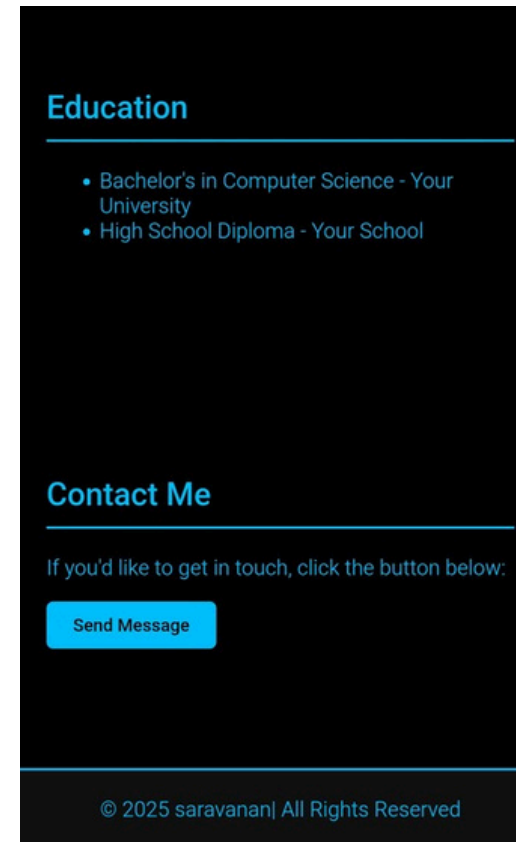 Education
• Bachelor's in Computer Science - Your
University
• High School Diploma - Your School
Contact Me
If you'd like to get in touch, click the button below:
Send Message
© 2025 saravanan| All Rights Reserved